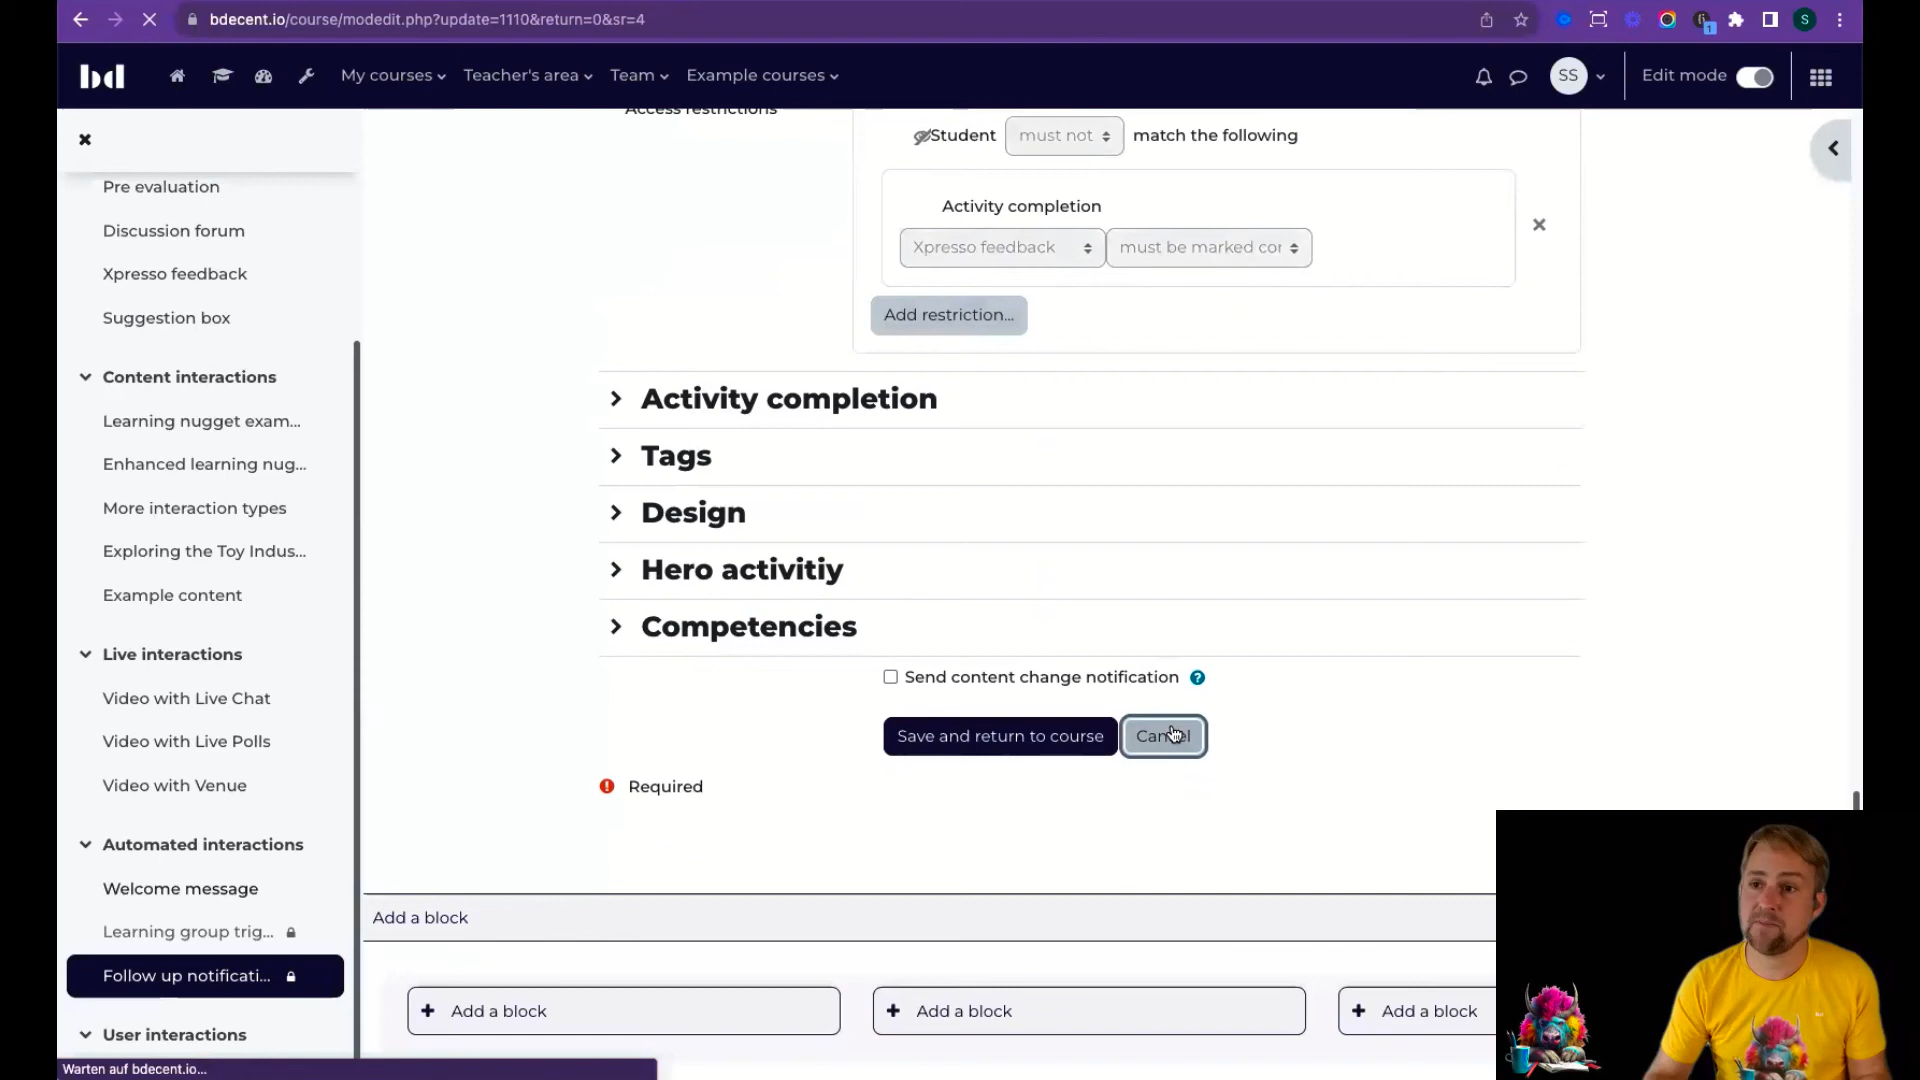 bdecent.io/course/modedit.php?update=1110&return=0&sr=4
1
S
bd
My courses
Teacher's area
Team
Example courses
SS
Edit mode
Access restrictions
Student must not match the following
Activity completion
Xpresso feedback must be marked cor
Add restriction...
Pre evaluation
Discussion forum
Xpresso feedback
Suggestion box
Content interactions
Learning nugget exam...
Enhanced learning nug...
More interaction types
Exploring the Toy Indus...
Example content
Live interactions
Video with Live Chat
Video with Live Polls
Video with Venue
Automated interactions
Welcome message
Learning group trig...
Follow up notificati...
User interactions
Activity completion
Tags
Design
Hero activitiy
Competencies
Send content change notification ?
Save and return to course
Cancel
Required
Add a block
Add a block
Add a block
Add a block
Warten auf bdecent.io...